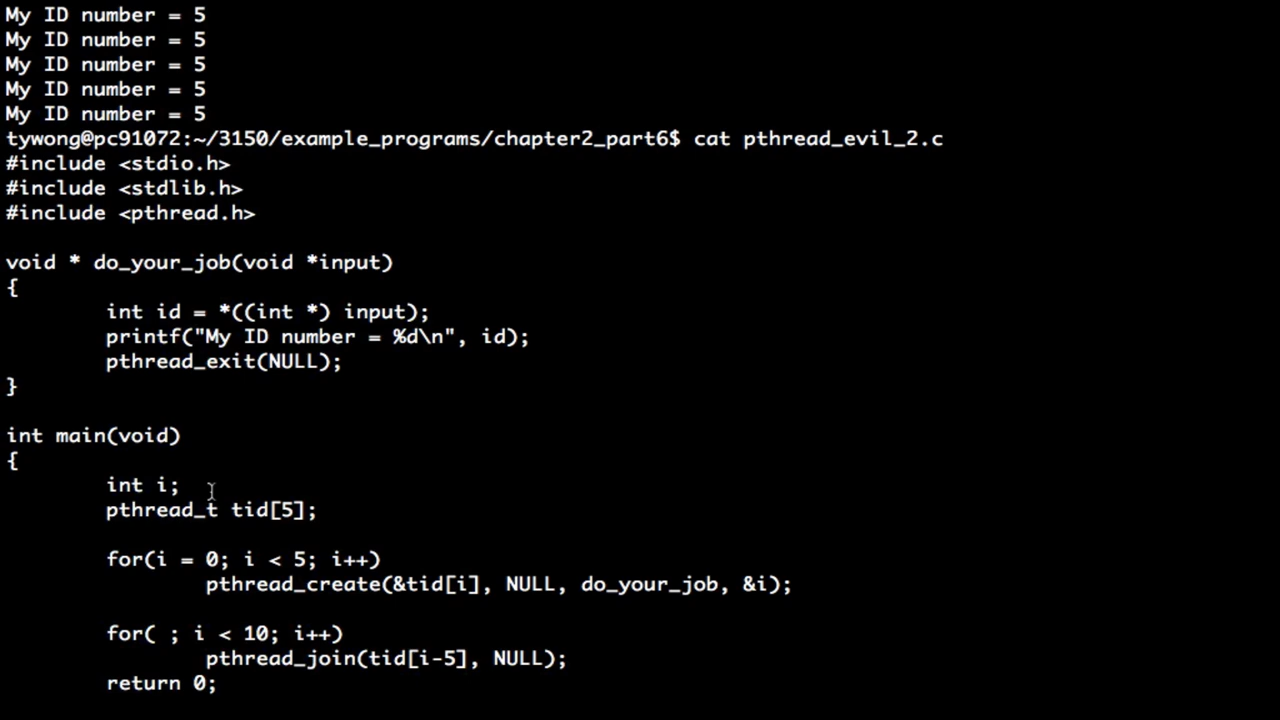 My ID number = 5
My ID number = 5
My ID number = 5
My ID number = 5
My ID number = 5
tywong@pc91072:~/3150/example_programs/chapter2_part6$ cat pthread_evil_2.c
#include <stdio.h>
#include <stdlib.h>
#include <pthread.h>
void * do_your_job(void *input)
{
int id = *((int *) input);
printf("My ID number = %d\n", id);
pthread_exit(NULL);
}
int main(void)
{
int i;
pthread_t tid[5];
for(i = 0; i < 5; i++)
pthread_create(&tid[i], NULL, do_your_job, &i);
for( ; i < 10; i++)
pthread_join(tid[i-5], NULL);
return 0;